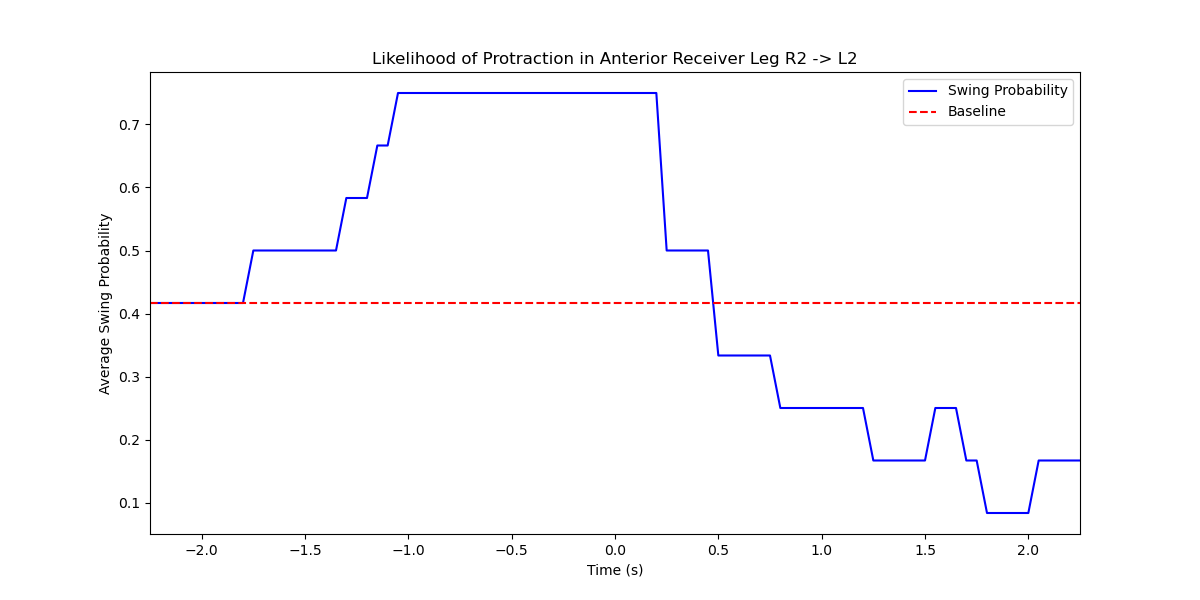 Likelihood of Protraction in Anterior Receiver Leg R2 -> L2
Swing Probability
Baseline
Average Swing Probability
0.7
0.6
0.5
0.4
0.3
0.2
0.1
−2.0 −1.5 −1.0 −0.5 0.0 0.5 1.0 1.5 2.0
Time (s)